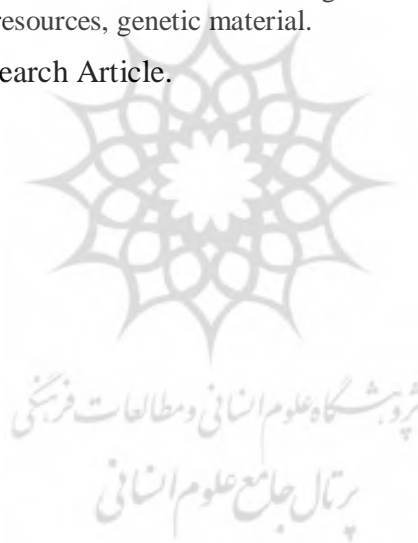 resources, genetic material.
earch Article.
پژوهشگاه علوم انسانی و مطالعات فرهنگی
پرتال جامع علوم انسانی